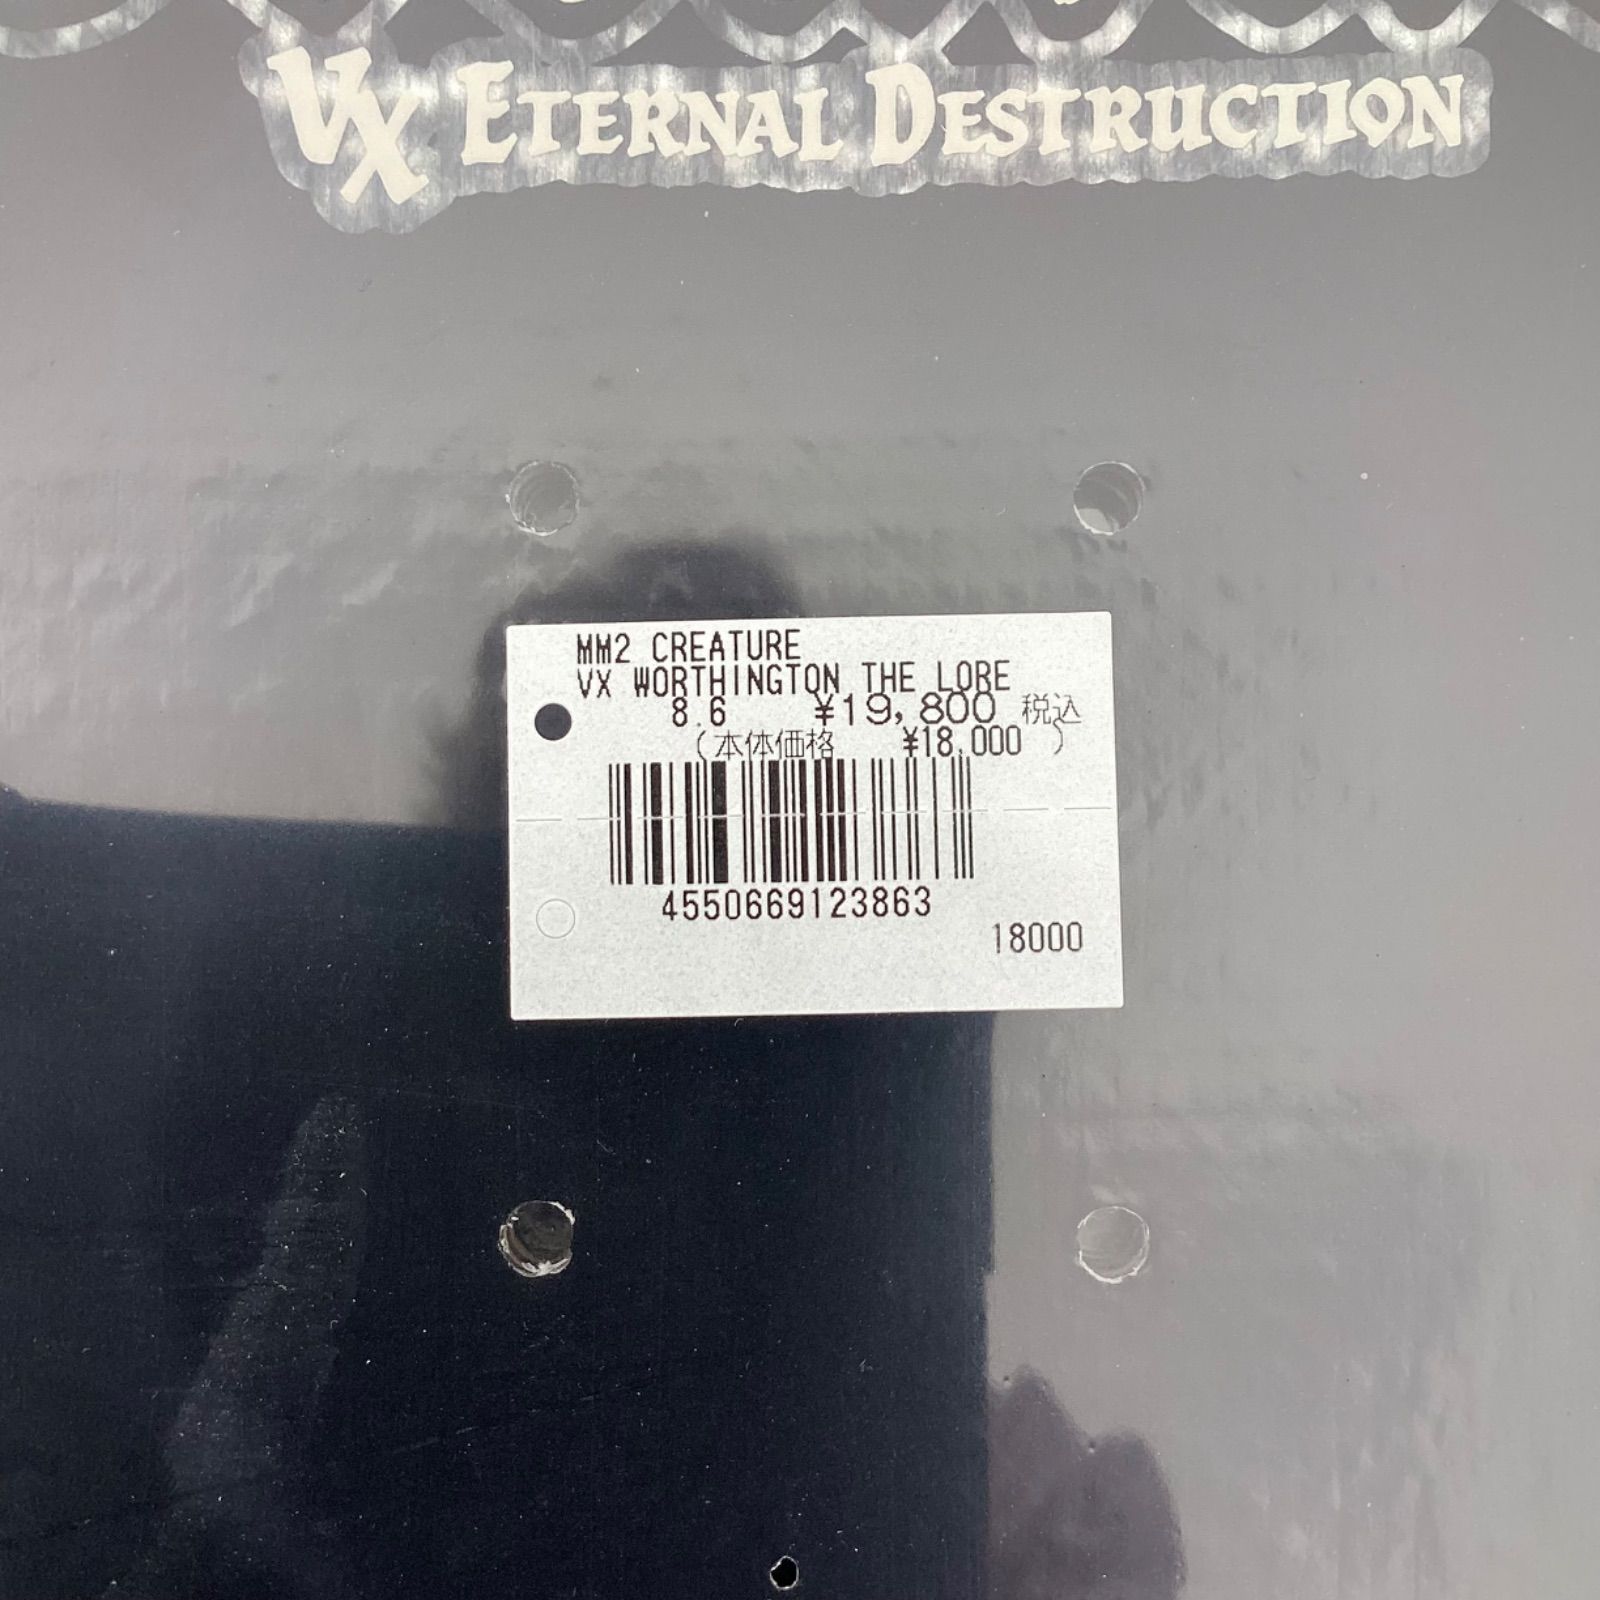 VX ETERNAL DESTRUCTION
MM2 CREATURE
VX WORTHINGTON THE LORE
8.6 ¥19,800 税込
(本体価格 ¥18,000 )
4550669123863
18000